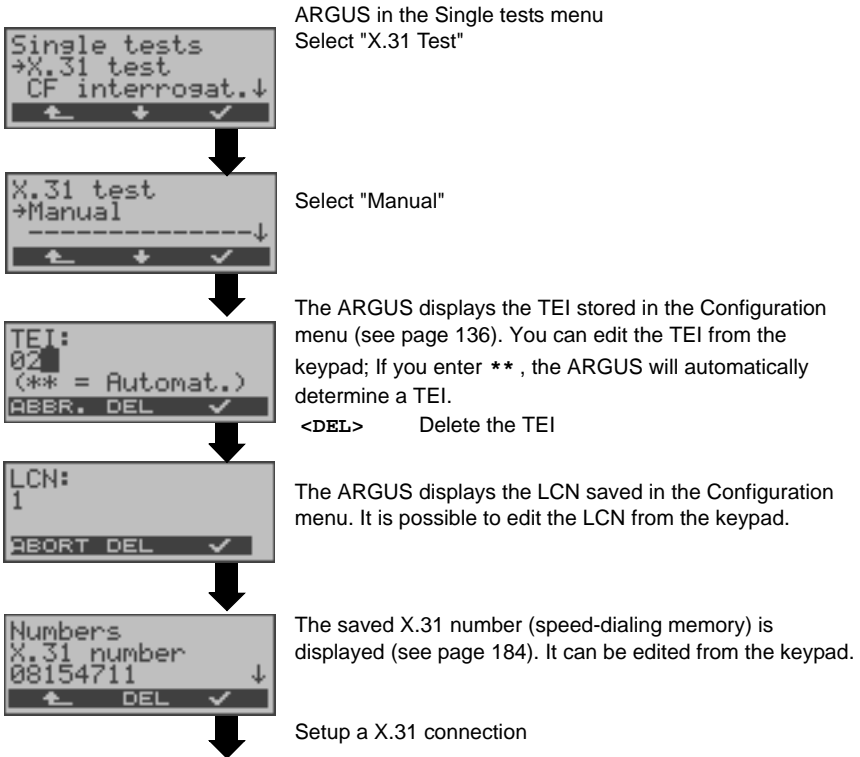 ARGUS in the Single tests menu
Select "X.31 Test"
Single tests
→X.31 test
CF interrogat.↓
X.31 test
→Manual
---------------↓
Select "Manual"
The ARGUS displays the TEI stored in the Configuration
menu (see page 136). You can edit the TEI from the
keypad; If you enter ** , the ARGUS will automatically
determine a TEI.
<DEL> Delete the TEI
TEI:
02
(** = Automat.)
ABBR. DEL ✓
LCN:
1
ABORT DEL ✓
The ARGUS displays the LCN saved in the Configuration
menu. It is possible to edit the LCN from the keypad.
Numbers
X.31 number
08154711 ↓
DEL ✓
The saved X.31 number (speed-dialing memory) is
displayed (see page 184). It can be edited from the keypad.
Setup a X.31 connection